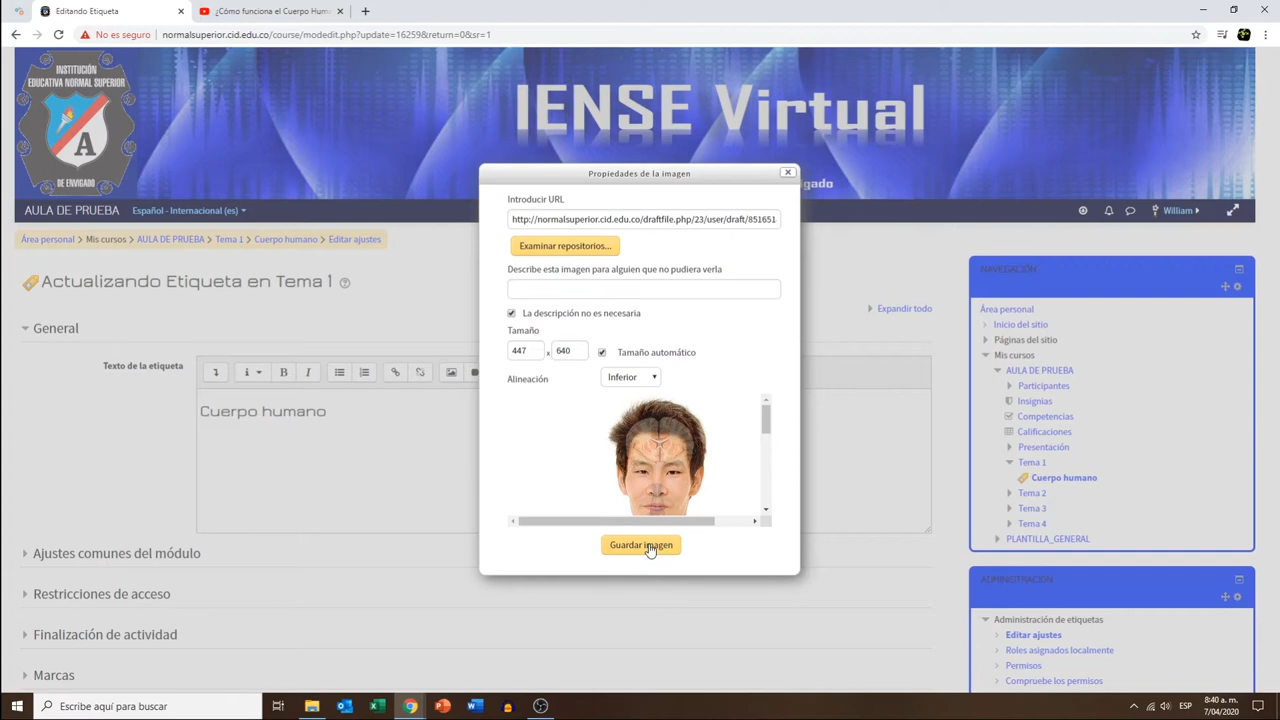 Editando Etiqueta
¿Cómo funciona el Cuerpo Hum
No es seguro
normalsuperior.cid.edu.co/course/modedit.php?update=16259&return=0&sr=1
INSTITUCIÓN
EDUCATIVA NORMAL SUPERIOR
A
DE ENVIGADO
IENSE Virtual
AULA DE PRUEBA
Español - Internacional (es)
William
Área personal > Mis cursos > AULA DE PRUEBA > Tema 1 > Cuerpo humano > Editar ajustes
Actualizando Etiqueta en Tema 1
Expandir todo
General
Texto de la etiqueta
B I
Cuerpo humano
Ajustes comunes del módulo
Restricciones de acceso
Finalización de actividad
Marcas
Propiedades de la imagen
Introducir URL
http://normalsuperior.cid.edu.co/draftfile.php/23/user/draft/851651
Examinar repositorios...
Describe esta imagen para alguien que no pudiera verla
La descripción no es necesaria
Tamaño
447 x 640 Tamaño automático
Alineación Inferior
Guardar imagen
NAVEGACIÓN
Área personal
Inicio del sitio
Páginas del sitio
Mis cursos
AULA DE PRUEBA
Participantes
Insignias
Competencias
Calificaciones
Presentación
Tema 1
Cuerpo humano
Tema 2
Tema 3
Tema 4
PLANTILLA_GENERAL
ADMINISTRACIÓN
Administración de etiquetas
Editar ajustes
Roles asignados localmente
Permisos
Compruebe los permisos
Escribe aquí para buscar
ESP
8:40 a. m.
7/04/2020